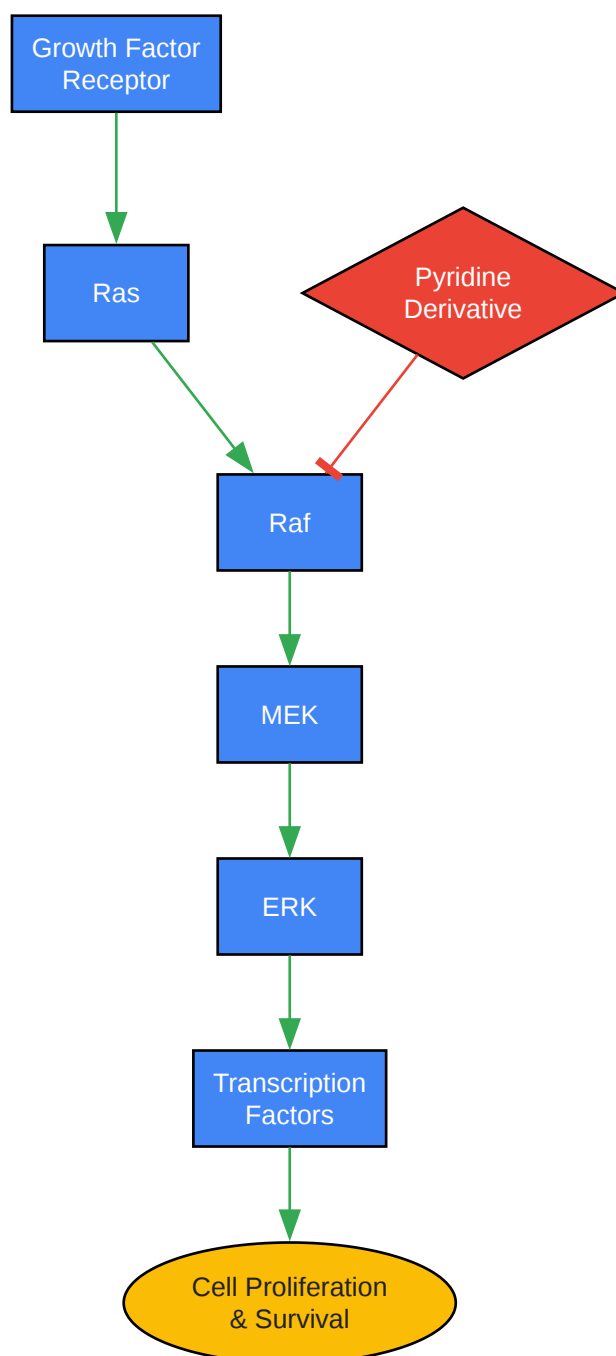 Growth Factor
Receptor
Ras
Pyridine
Derivative
Raf
MEK
ERK
Transcription
Factors
Cell Proliferation
& Survival